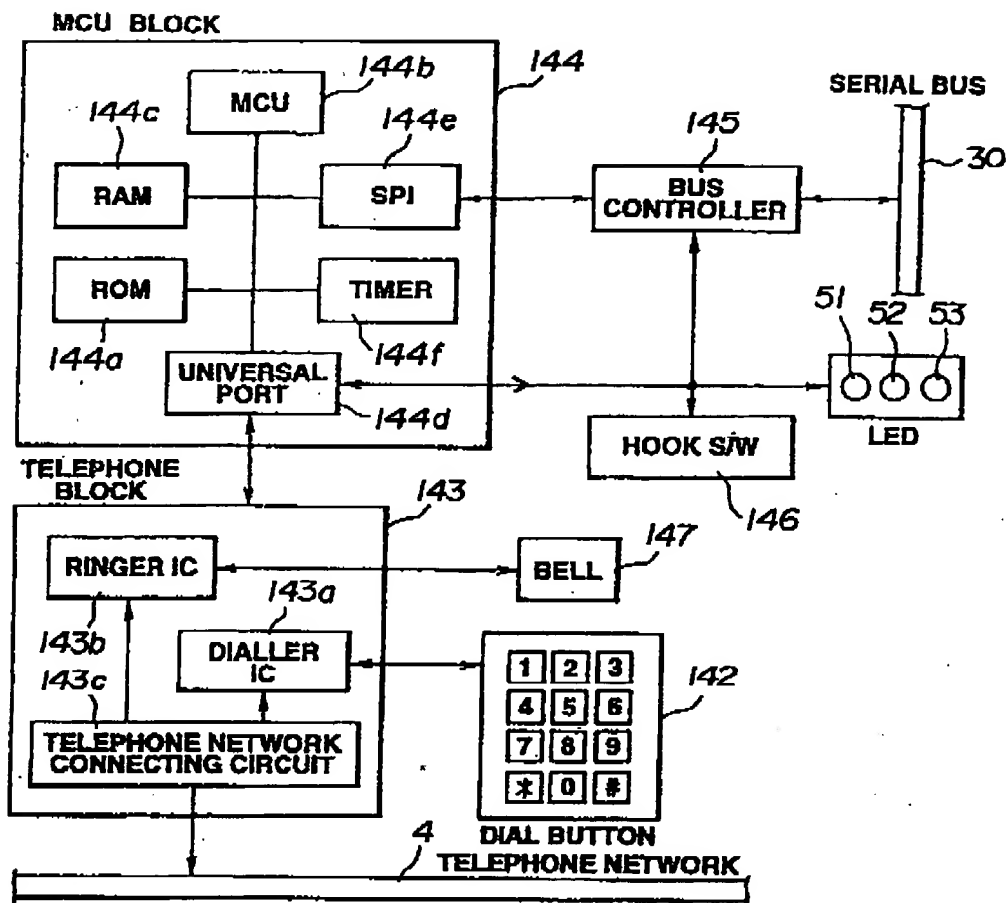 MCU BLOCK
144b
144
MCU
144c
144e
SERIAL BUS
145
RAM
SPI
BUS
CONTROLLER
30
ROM
TIMER
51
52
53
144a
144f
UNIVERSAL
PORT
144d
LED
HOOK S/W
TELEPHONE
BLOCK
143
146
147
RINGER IC
BELL
143a
143b
DIALLER
IC
143c
1 2 3
4 5 6
7 8 9
* 0 #
142
TELEPHONE NETWORK
CONNECTING CIRCUIT
DIAL BUTTON
4
TELEPHONE NETWORK